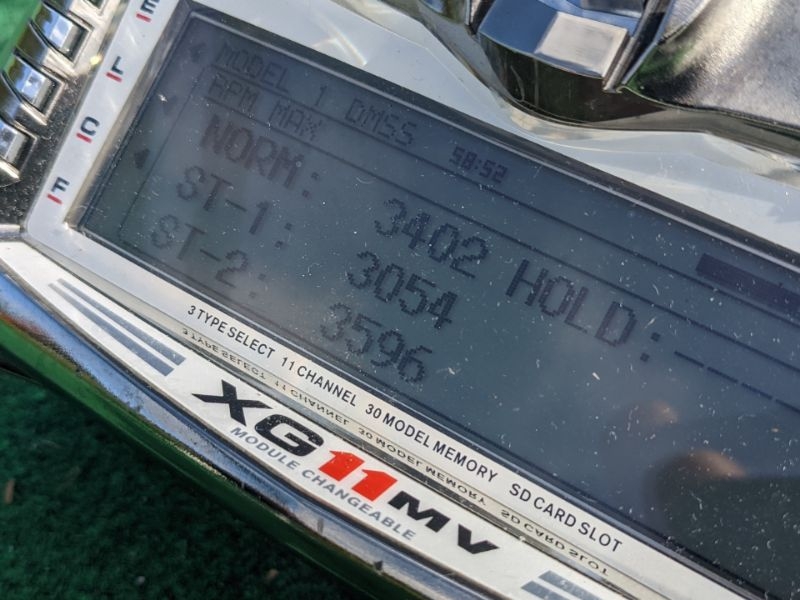 E
L
C
F
MODEL 1 DMSS 58:52
RPM MAX
NORM: 3402 HOLD:-----
ST-1: 3054
ST-2: 3596
3 TYPE SELECT 11 CHANNEL 30 MODEL MEMORY SD CARD SLOT
XG11MV
MODULE CHANGEABLE